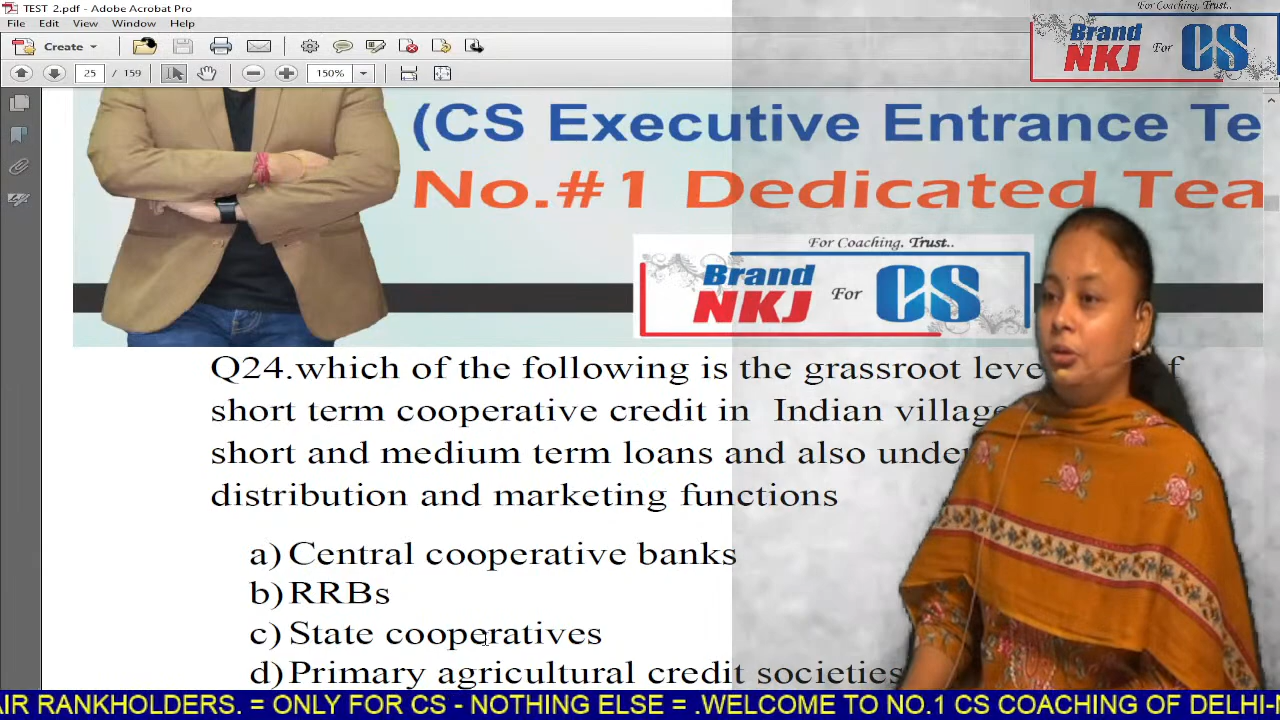 TEST 2.pdf - Adobe Acrobat Pro
File Edit View Window Help
Create
25 / 159
150%
For Coaching, Trust..
Brand
NKJ For CS
(CS Executive Entrance Te
No.#1 Dedicated Tea
For Coaching. Trust..
Brand
NKJ For CS
Q24.which of the following is the grassroot leve f
short term cooperative credit in Indian village
short and medium term loans and also under
distribution and marketing functions
a) Central cooperative banks
b) RRBs
c) State cooperatives
d) Primary agricultural credit societies
AIR RANKHOLDERS. = ONLY FOR CS - NOTHING ELSE = .WELCOME TO NO.1 CS COACHING OF DELHI-